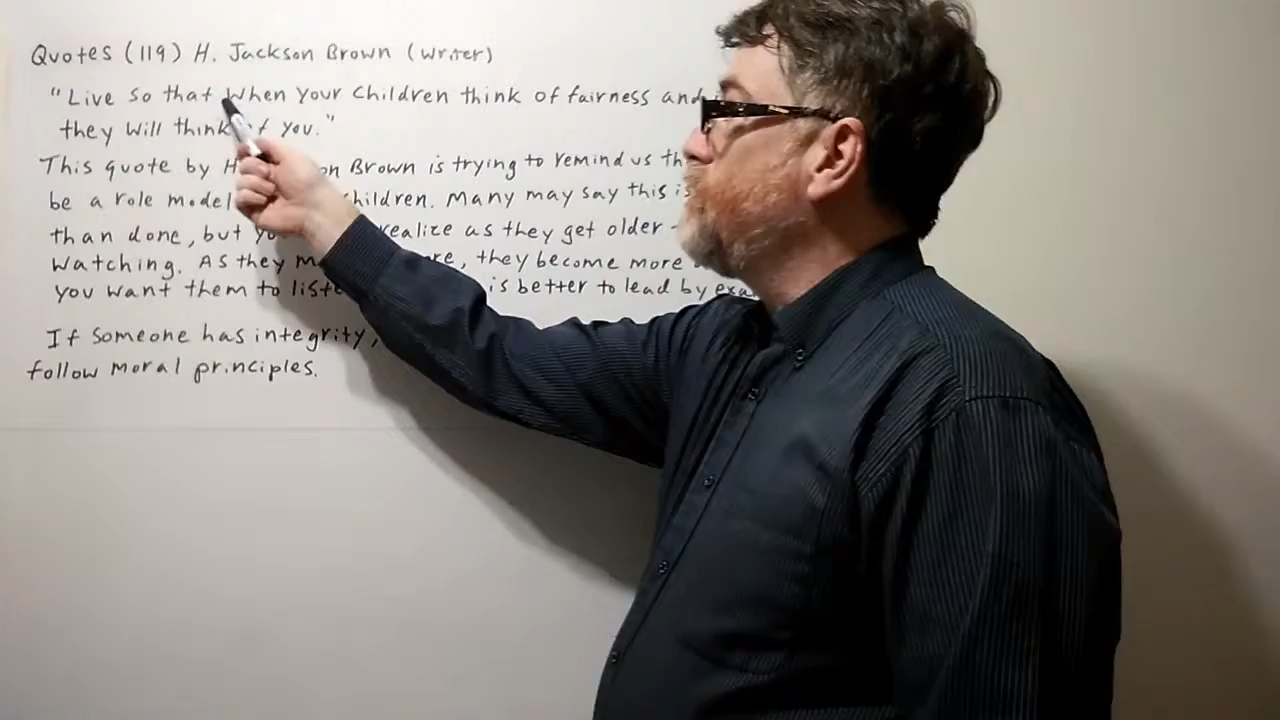 Quotes (119) H. Jackson Brown (writer)
"Live so that when your children think of fairness and
they will think of you."
This quote by H on Brown is trying to remind us th
be a role model hildren. Many may say this is
than done, but yo realize as they get older -
watching. As they m re, they become more
you want them to liste is better to lead by exa
If someone has integrity,
follow moral principles.